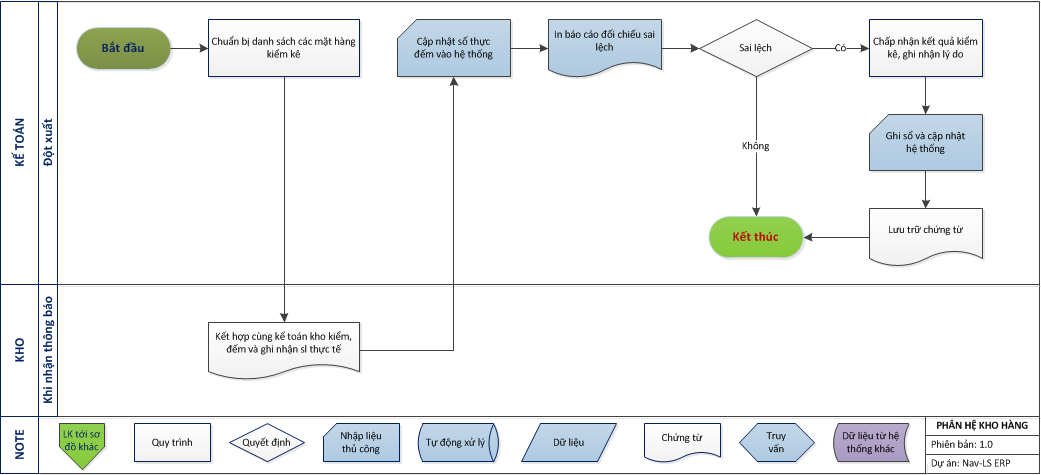 KẾ TOÁN
Đột xuất
Bắt đầu
Chuẩn bị danh sách các mặt hàng
kiểm kê
Cập nhật số thực
đếm vào hệ thống
In báo cáo đối chiếu sai
lệch
Sai lệch
Có
Chấp nhận kết quả kiểm
kê, ghi nhận lý do
Không
Ghi sổ và cập nhật
hệ thống
Kết thúc
Lưu trữ chứng từ
KHO
Khi nhận thông báo
Kết hợp cùng kế toán kho kiểm,
đếm và ghi nhận sl thực tế
NOTE
LK tới sơ
đồ khác
Quy trình
Quyết định
Nhập liệu
thủ công
Tự động xử lý
Dữ liệu
Chứng từ
Truy
vấn
Dữ liệu từ hệ
thống khác
PHÂN HỆ KHO HÀNG
Phiên bản: 1.0
Dự án: Nav-LS ERP